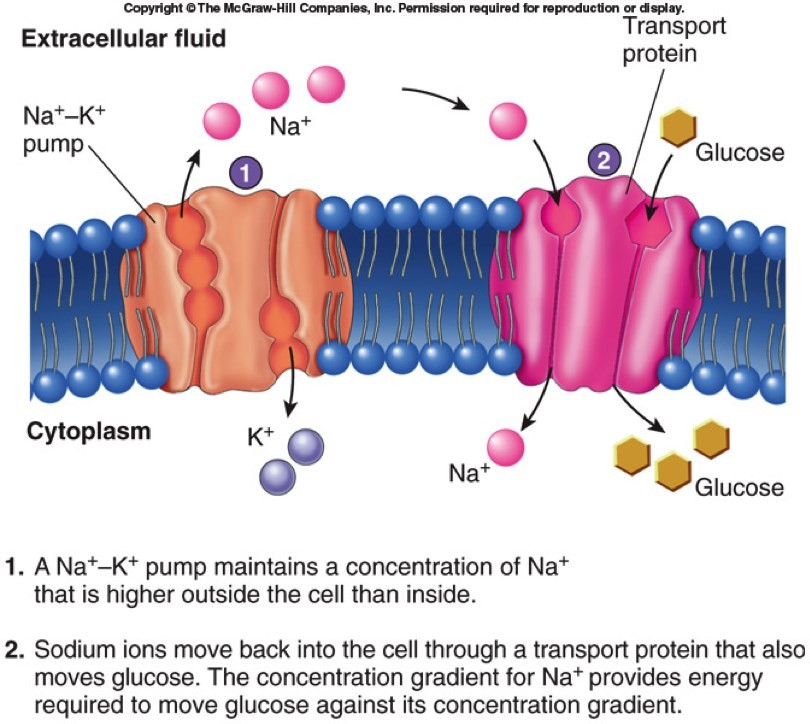 Copyright © The McGraw-Hill Companies, Inc. Permission required for reproduction or display.
Extracellular fluid
Transport
protein
Na⁺–K⁺
pump
Na⁺
1
2
Glucose
Cytoplasm
K⁺
Na⁺
Glucose
1. A Na⁺–K⁺ pump maintains a concentration of Na⁺
that is higher outside the cell than inside.
2. Sodium ions move back into the cell through a transport protein that also
moves glucose. The concentration gradient for Na⁺ provides energy
required to move glucose against its concentration gradient.